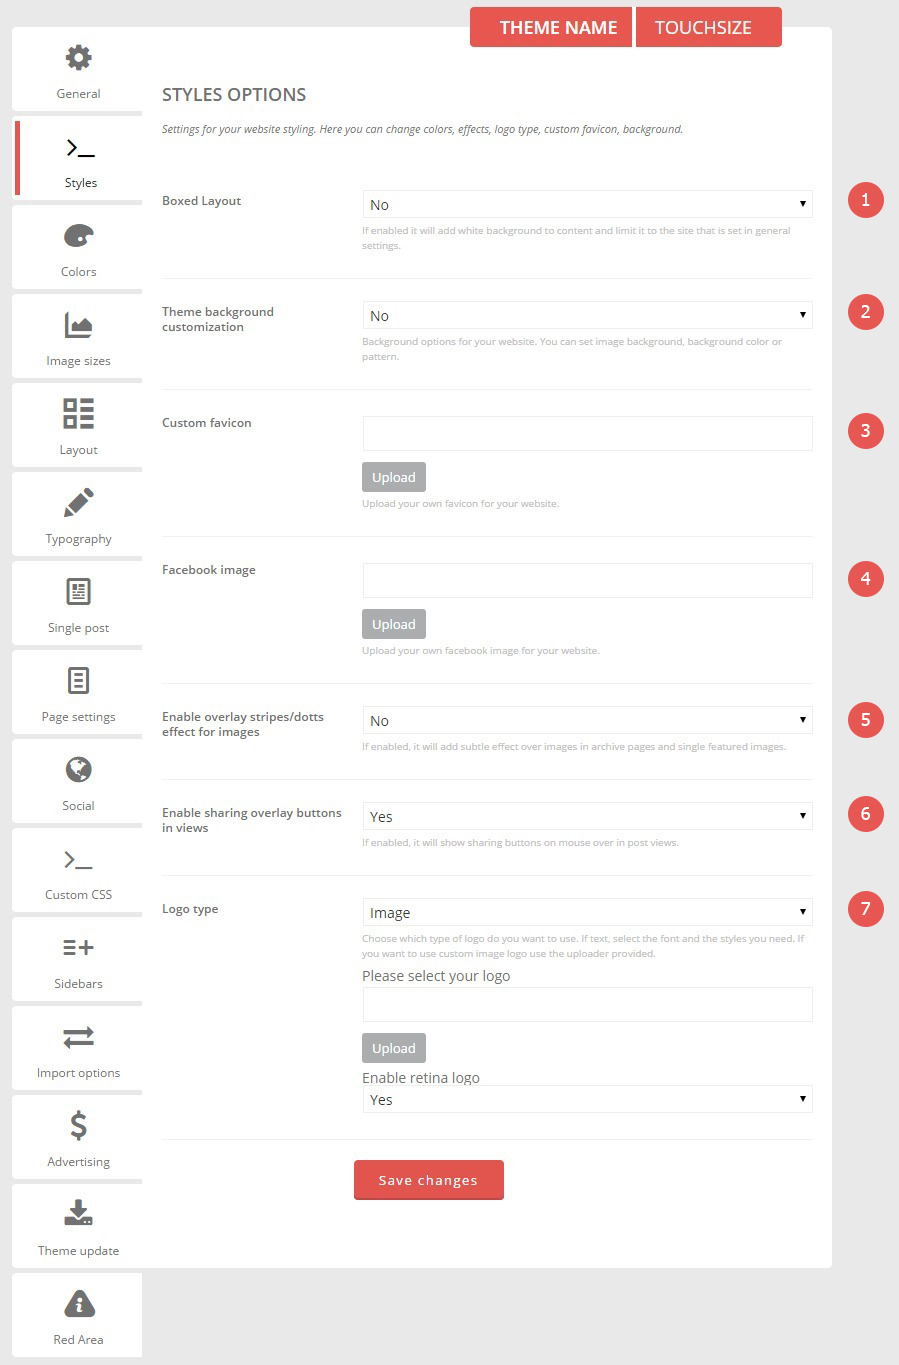 THEME NAME TOUCHSIZE
General
Styles
Colors
Image sizes
Layout
Typography
Single post
Page settings
Social
Custom CSS
Sidebars
Import options
Advertising
Theme update
Red Area
STYLES OPTIONS
Settings for your website styling. Here you can change colors, effects, logo type, custom favicon, background.
Boxed Layout
No
1
If enabled it will add white background to content and limit it to the site that is set in general
settings.
Theme background
customization
No
2
Background options for your website. You can set image background, background color or
pattern.
Custom favicon
3
Upload
Upload your own favicon for your website.
Facebook image
4
Upload
Upload your own facebook image for your website.
Enable overlay stripes/dotts
effect for images
No
5
If enabled, it will add subtle effect over images in archive pages and single featured images.
Enable sharing overlay buttons
in views
Yes
6
If enabled, it will show sharing buttons on mouse over in post views.
Logo type
Image
7
Choose which type of logo do you want to use. If text, select the font and the styles you need. If
you want to use custom image logo use the uploader provided.
Please select your logo
Upload
Enable retina logo
Yes
Save changes